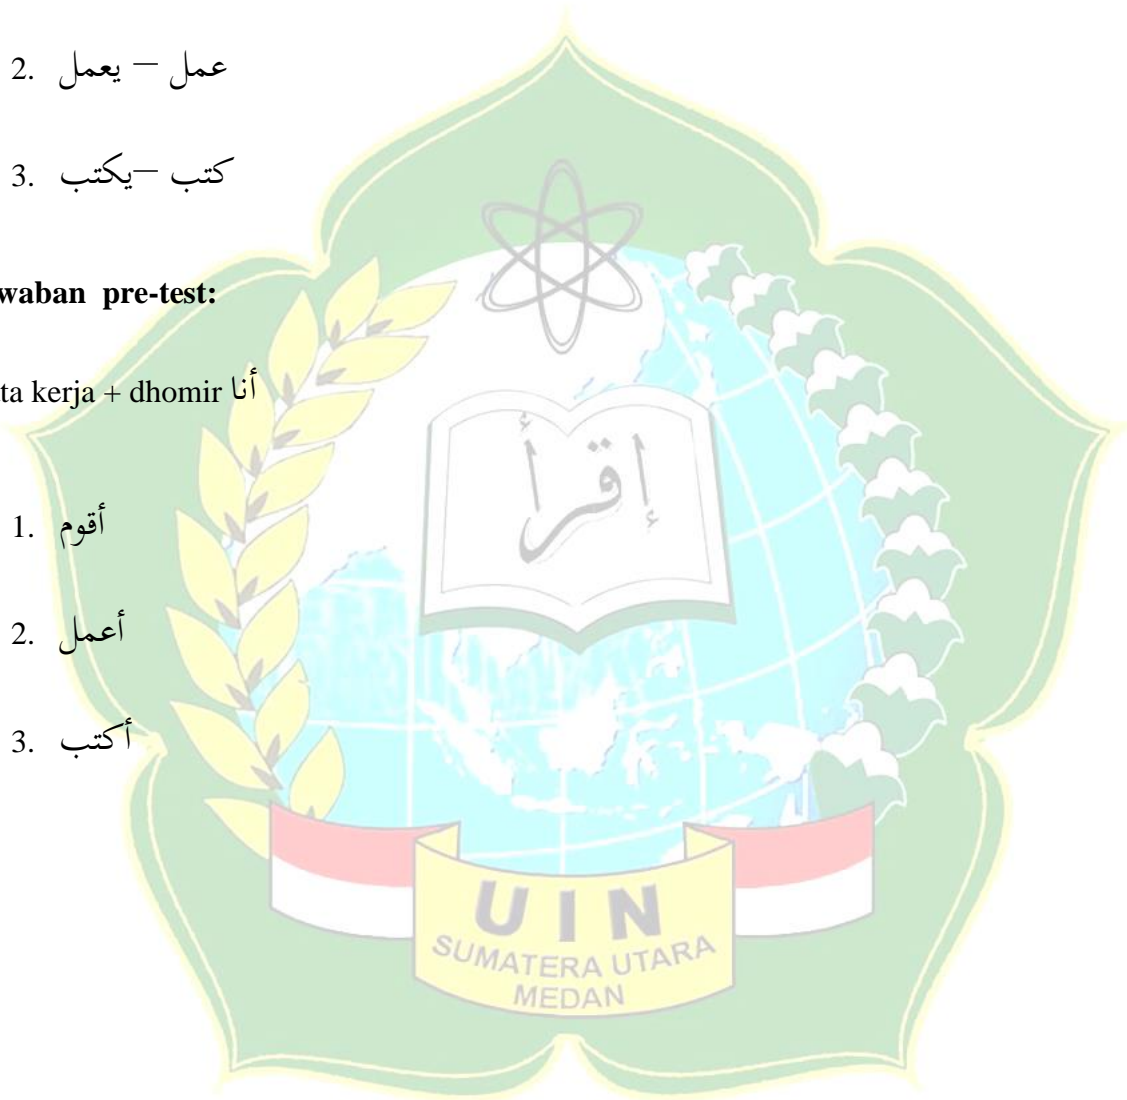 2. عمل – يعمل
3. كتب –يكتب
waban pre-test:
ta kerja + dhomir أنا
1. أقوم
2. أعمل
3. أكتب
إقرأ
UIN
SUMATERA UTARA
MEDAN